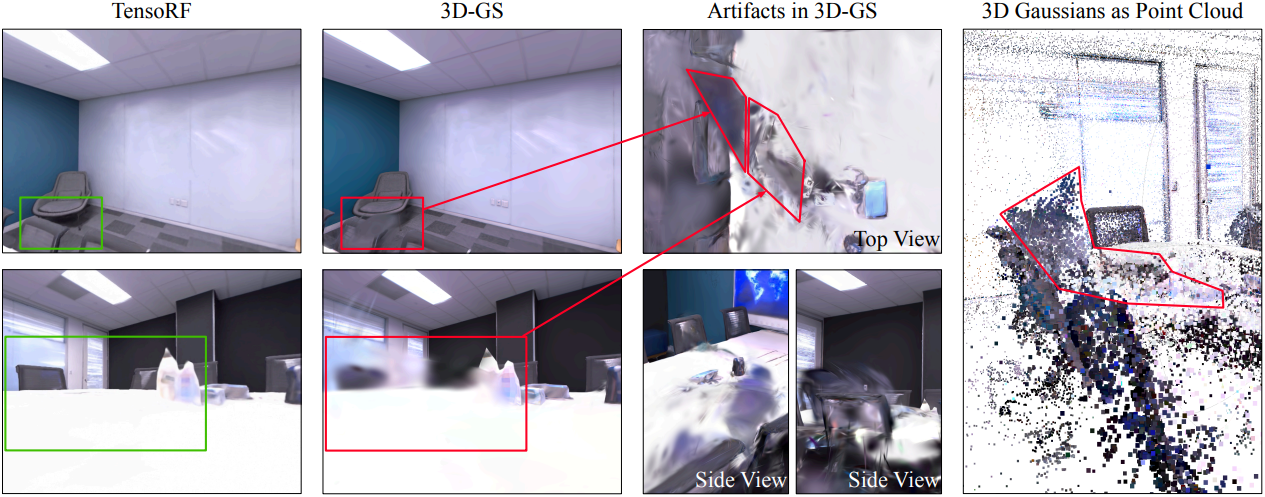 TensoRF
3D-GS
Artifacts in 3D-GS
3D Gaussians as Point Cloud
Top View
Side View
Side View